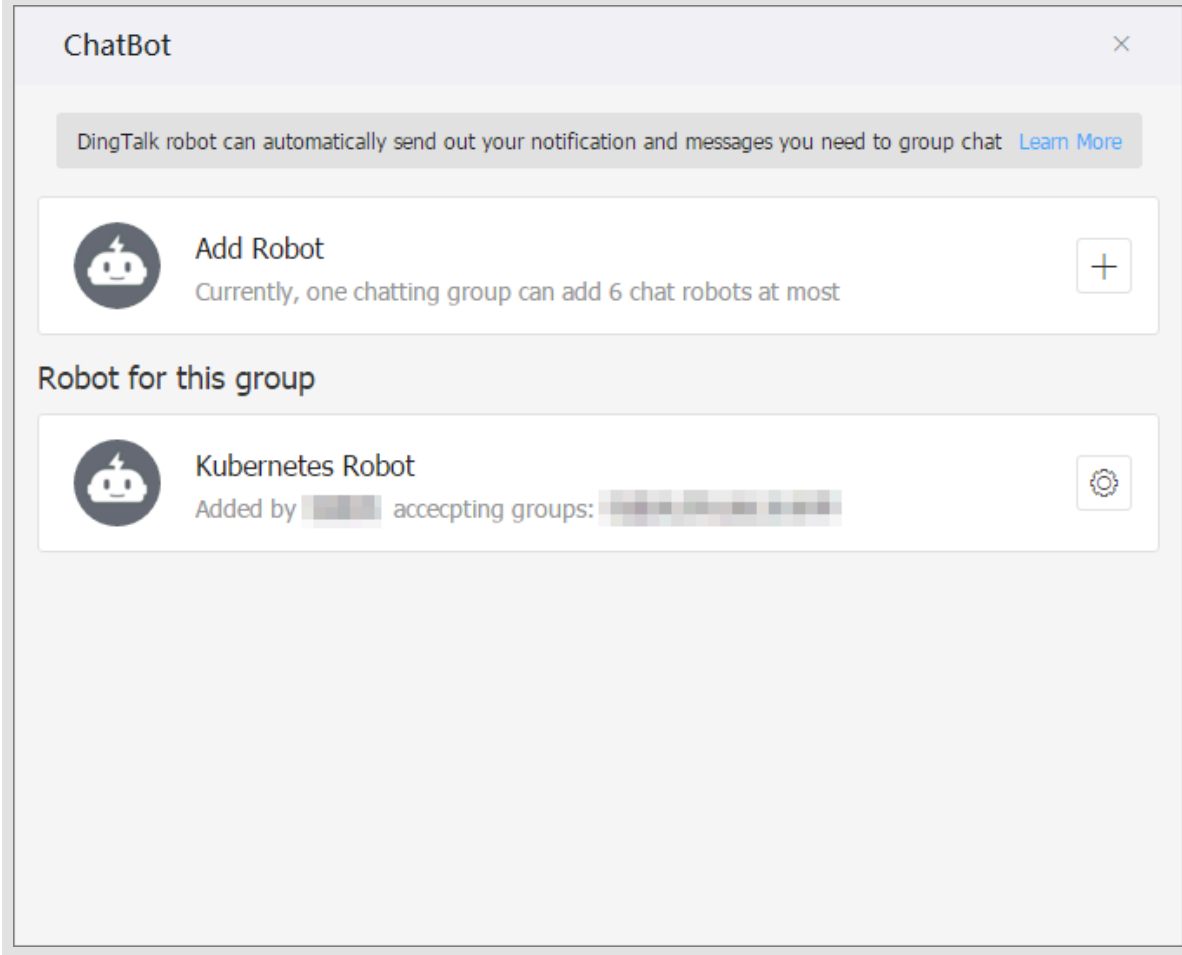 ChatBot
DingTalk robot can automatically send out your notification and messages you need to group chat Learn More
Add Robot
Currently, one chatting group can add 6 chat robots at most
Robot for this group
Kubernetes Robot
Added by accecpting groups: